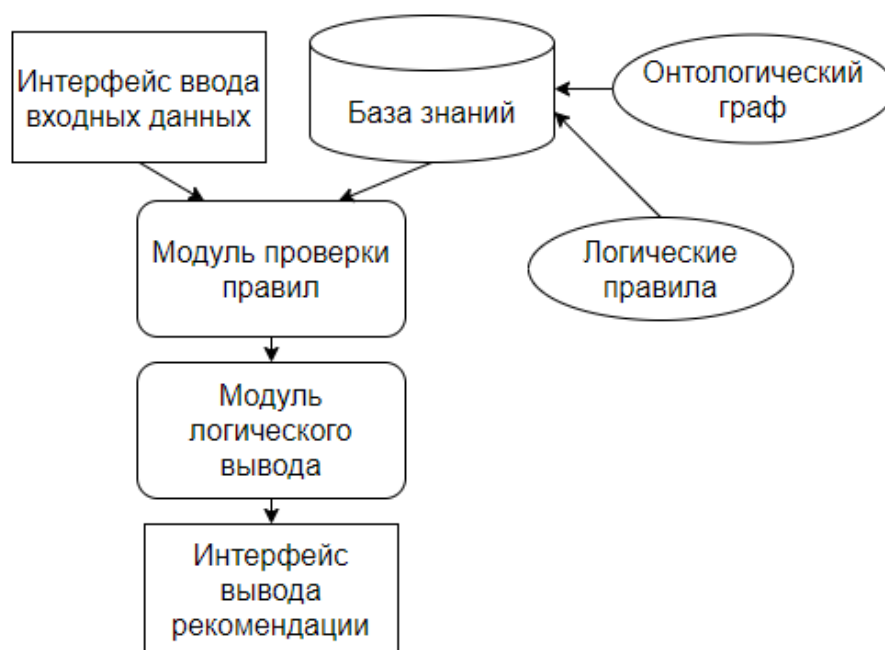 Интерфейс ввода
входных данных
База знаний
Онтологический
граф
Модуль проверки
правил
Логические
правила
Модуль
логического
вывода
Интерфейс
вывода
рекомендации